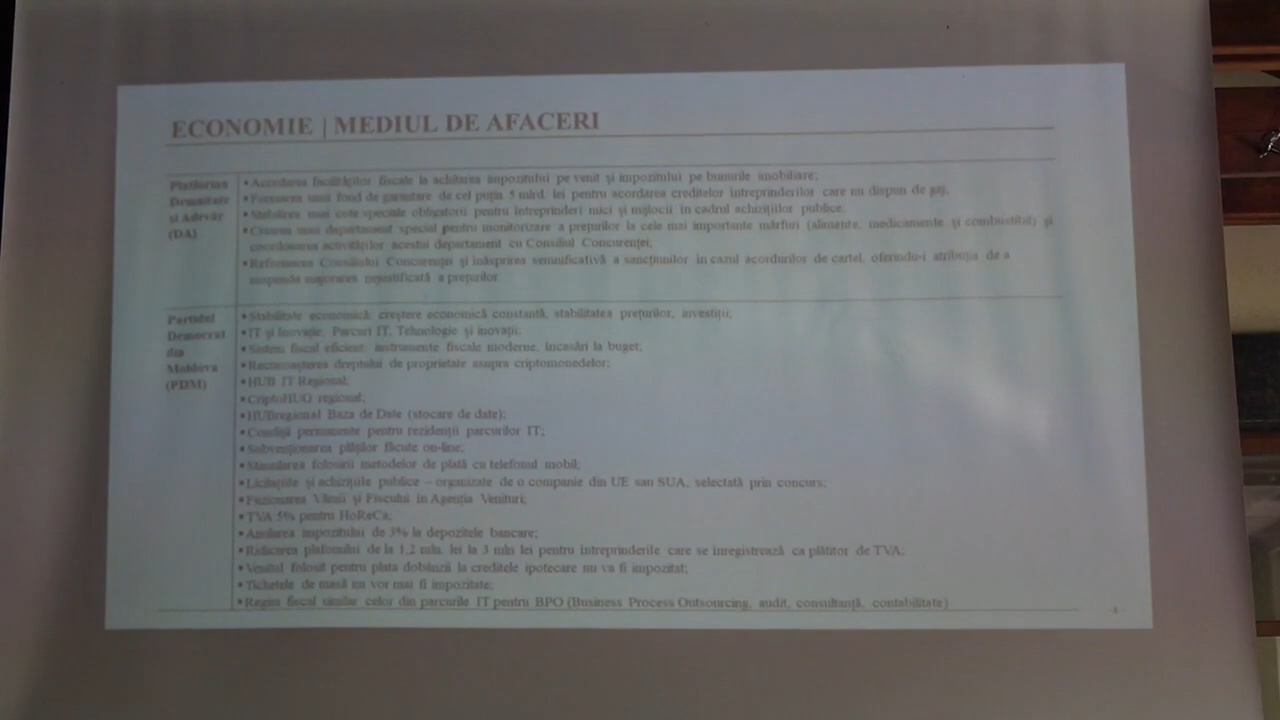 ECONOMIE | MEDIUL DE AFACERI
Platforma
Demnitate
și Adevăr
(DA)
▪ Acordarea facilităților fiscale la achitarea impozitului pe venit și impozitului pe bunurile imobiliare;
▪ Formarea unui fond de garantare de cel puțin 5 mlrd. lei pentru acordarea creditelor întreprinderilor care nu dispun de gaj;
▪ Stabilirea unei cote speciale obligatorii pentru întreprinderi mici și mijlocii în cadrul achizițiilor publice;
▪ Crearea unui departament special pentru monitorizare a prețurilor la cele mai importante mărfuri (alimente, medicamente și combustibil) și
coordonarea activităților acestui departament cu Consiliul Concurenței;
▪ Reformarea Consiliului Concurenței și înăsprirea semnificativă a sancțiunilor în cazul acordurilor de cartel, oferindu-i atribuția de a
suspenda majorarea nejustificată a prețurilor
Partidul
Democrat
din
Moldova
(PDM)
▪ Stabilitate economică, creștere economică constantă, stabilitatea prețurilor, investiții;
▪ IT și Inovație, Parcuri IT, Tehnologie și inovații;
▪ Sistem fiscal eficient, instrumente fiscale moderne, încasări la buget;
▪ Recunoașterea dreptului de proprietate asupra criptomonedelor;
▪ HUB IT Regional;
▪ CriptoHUG regional;
▪ HUBregional Baza de Date (stocare de date);
▪ Condiții permanente pentru rezidenții parcurilor IT;
▪ Subvenționarea plăților făcute on-line;
▪ Stimularea folosirii metodelor de plată cu telefonul mobil;
▪ Licitațiile și achizițiile publice – organizate de o companie din UE sau SUA, selectată prin concurs;
▪ Fuzionarea Vămii și Fiscului în Agenția Venituri;
▪ TVA 5% pentru HoReCa;
▪ Anularea impozitului de 3% la depozitele bancare;
▪ Ridicarea plafonului de la 1,2 mln. lei la 3 mln lei pentru întreprinderile care se înregistrează ca plătitor de TVA;
▪ Venitul folosit pentru plata dobânzii la creditele ipotecare nu va fi impozitat;
▪ Tichetele de masă nu vor mai fi impozitate;
▪ Regim fiscal similar celor din parcurile IT pentru BPO (Business Process Outsourcing, audit, consultanță, contabilitate)